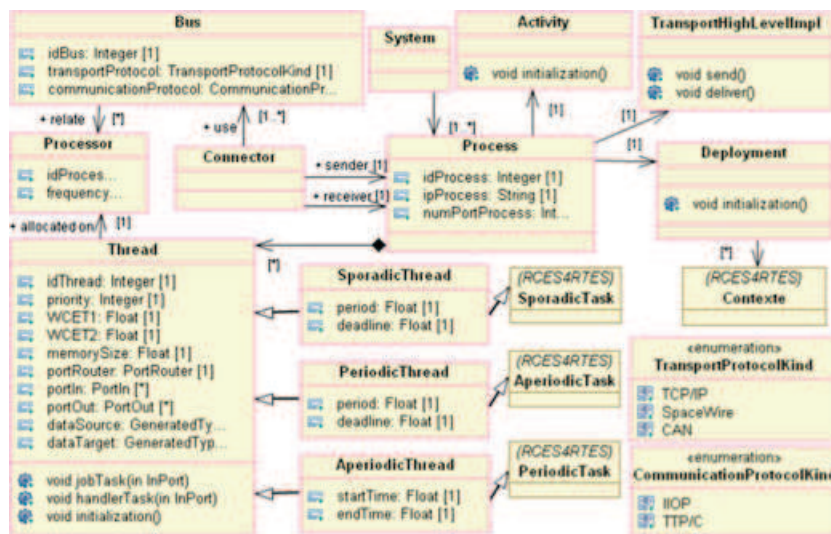 Bus
idBus: Integer [1]
transportProtocol: TransportProtocolKind [1]
communicationProtocol: CommunicationPr...
System
Activity
void initialization()
TransportHighLevelImpl
void send()
void deliver()
+ relate
[*]
[1..*]
+ use
[1..*]
[1]
[1]
[1]
Processor
idProces...
frequency...
Connector
+ sender [1]
+ receiver [1]
Process
idProcess: Integer [1]
ipProcess: String [1]
numPortProcess: Int...
Deployment
void initialization()
+ allocated on
[1]
[*]
[*]
Thread
idThread: Integer [1]
priority: Integer [1]
WCET1: Float [1]
WCET2: Float [1]
memorySize: Float [1]
portRouter: PortRouter [1]
portIn: PortIn [*]
portOut: PortOut [*]
dataSource: GeneratedTy...
dataTarget: GeneratedTyp...
void jobTask(in InPort)
void handlerTask(in InPort)
void initialization()
SporadicThread
period: Float [1]
deadline: Float [1]
(RCES4RTES)
SporadicTask
(RCES4RTES)
Contexte
PeriodicThread
period: Float [1]
deadline: Float [1]
(RCES4RTES)
AperiodicTask
«enumeration»
TransportProtocolKind
TCP/IP
SpaceWire
CAN
AperiodicThread
startTime: Float [1]
endTime: Float [1]
(RCES4RTES)
PeriodicTask
«enumeration»
CommunicationProtocolKind
IIOP
TTP/C